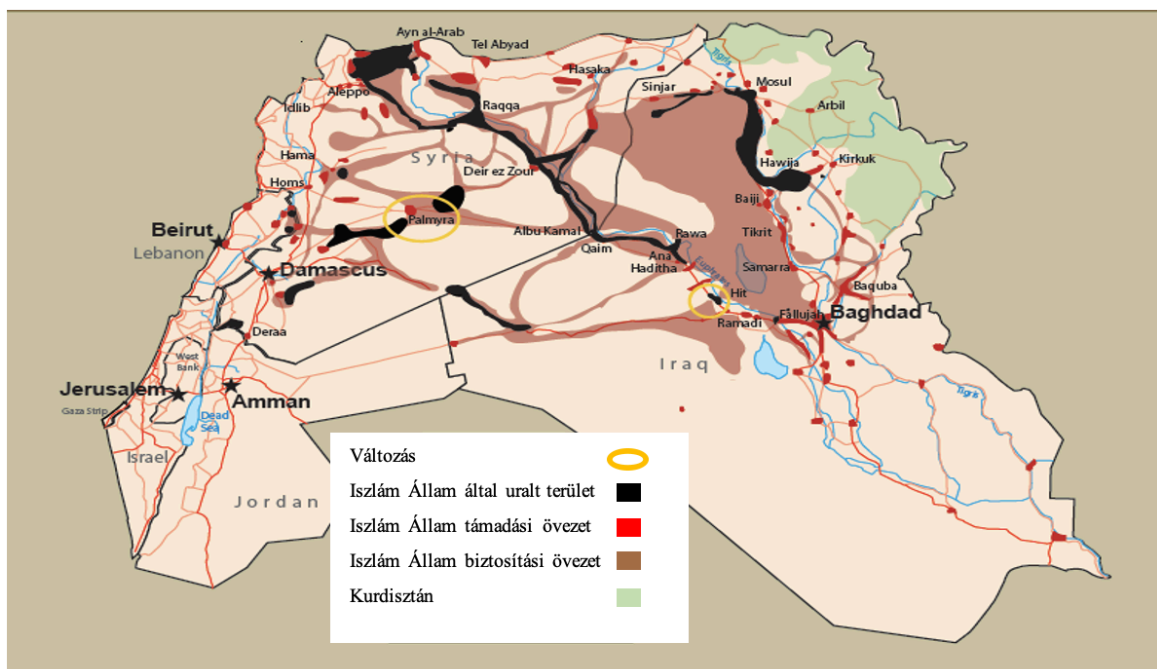 Ayn al-Arab
Tel Abyad
Tigris
Hasaka
Mosul
Sinjar
Aleppo
Idlib
Raqqa
Arbil
Hama
Syria
Hawija
Kirkuk
Deir ez Zour
Homs
Baiji
Palmyra
Beirut
Albu Kamal
Rawa
Tikrit
Lebanon
Qaim
Ana
Haditha
Euphrates
Samarra
Damascus
Hit
Baquba
Ramadi
Fallujah
Baghdad
Deraa
West
Bank
Iraq
Jerusalem
Amman
Tigris
Gaza Strip
Dead
Sea
Israel
Jordan
Változás
Iszlám Állam által uralt terület
Iszlám Állam támadási övezet
Iszlám Állam biztosítási övezet
Kurdisztán